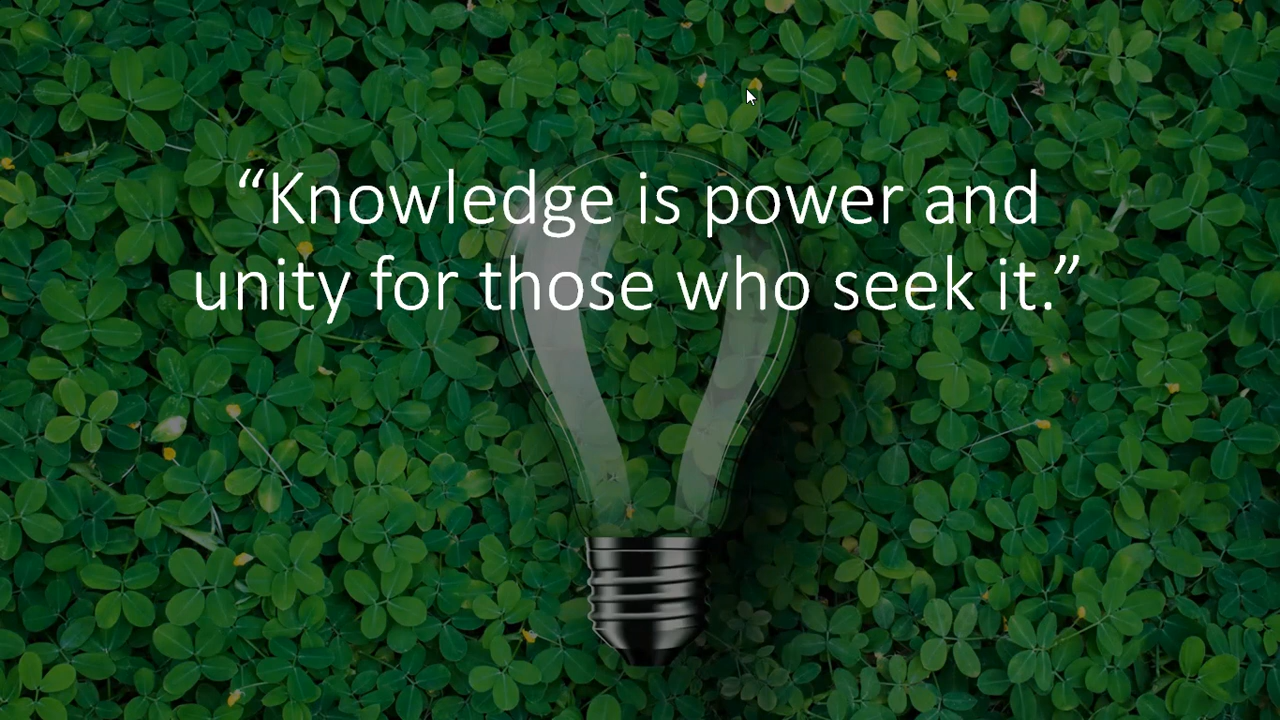 “Knowledge is power and
unity for those who seek it.”